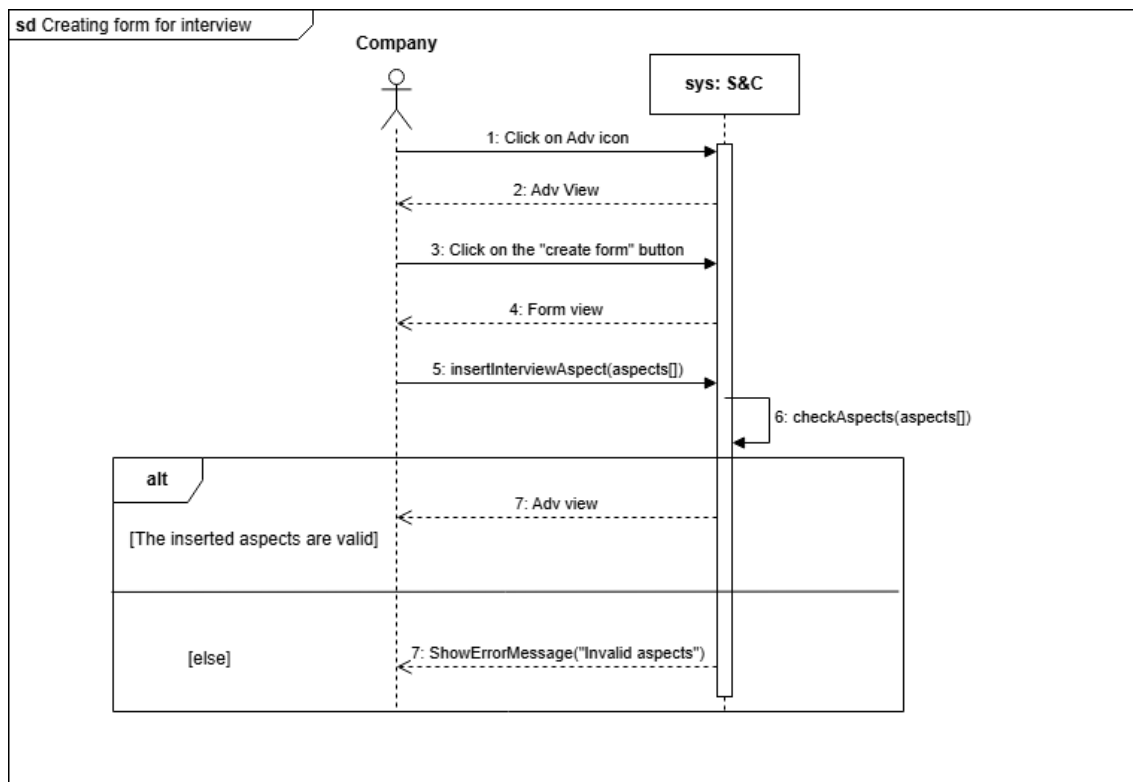 sd Creating form for interview
Company
sys: S&C
1: Click on Adv icon
2: Adv View
3: Click on the "create form" button
4: Form view
5: insertInterviewAspect(aspects[])
6: checkAspects(aspects[])
alt
7: Adv view
[The inserted aspects are valid]
7: ShowErrorMessage("Invalid aspects")
[else]